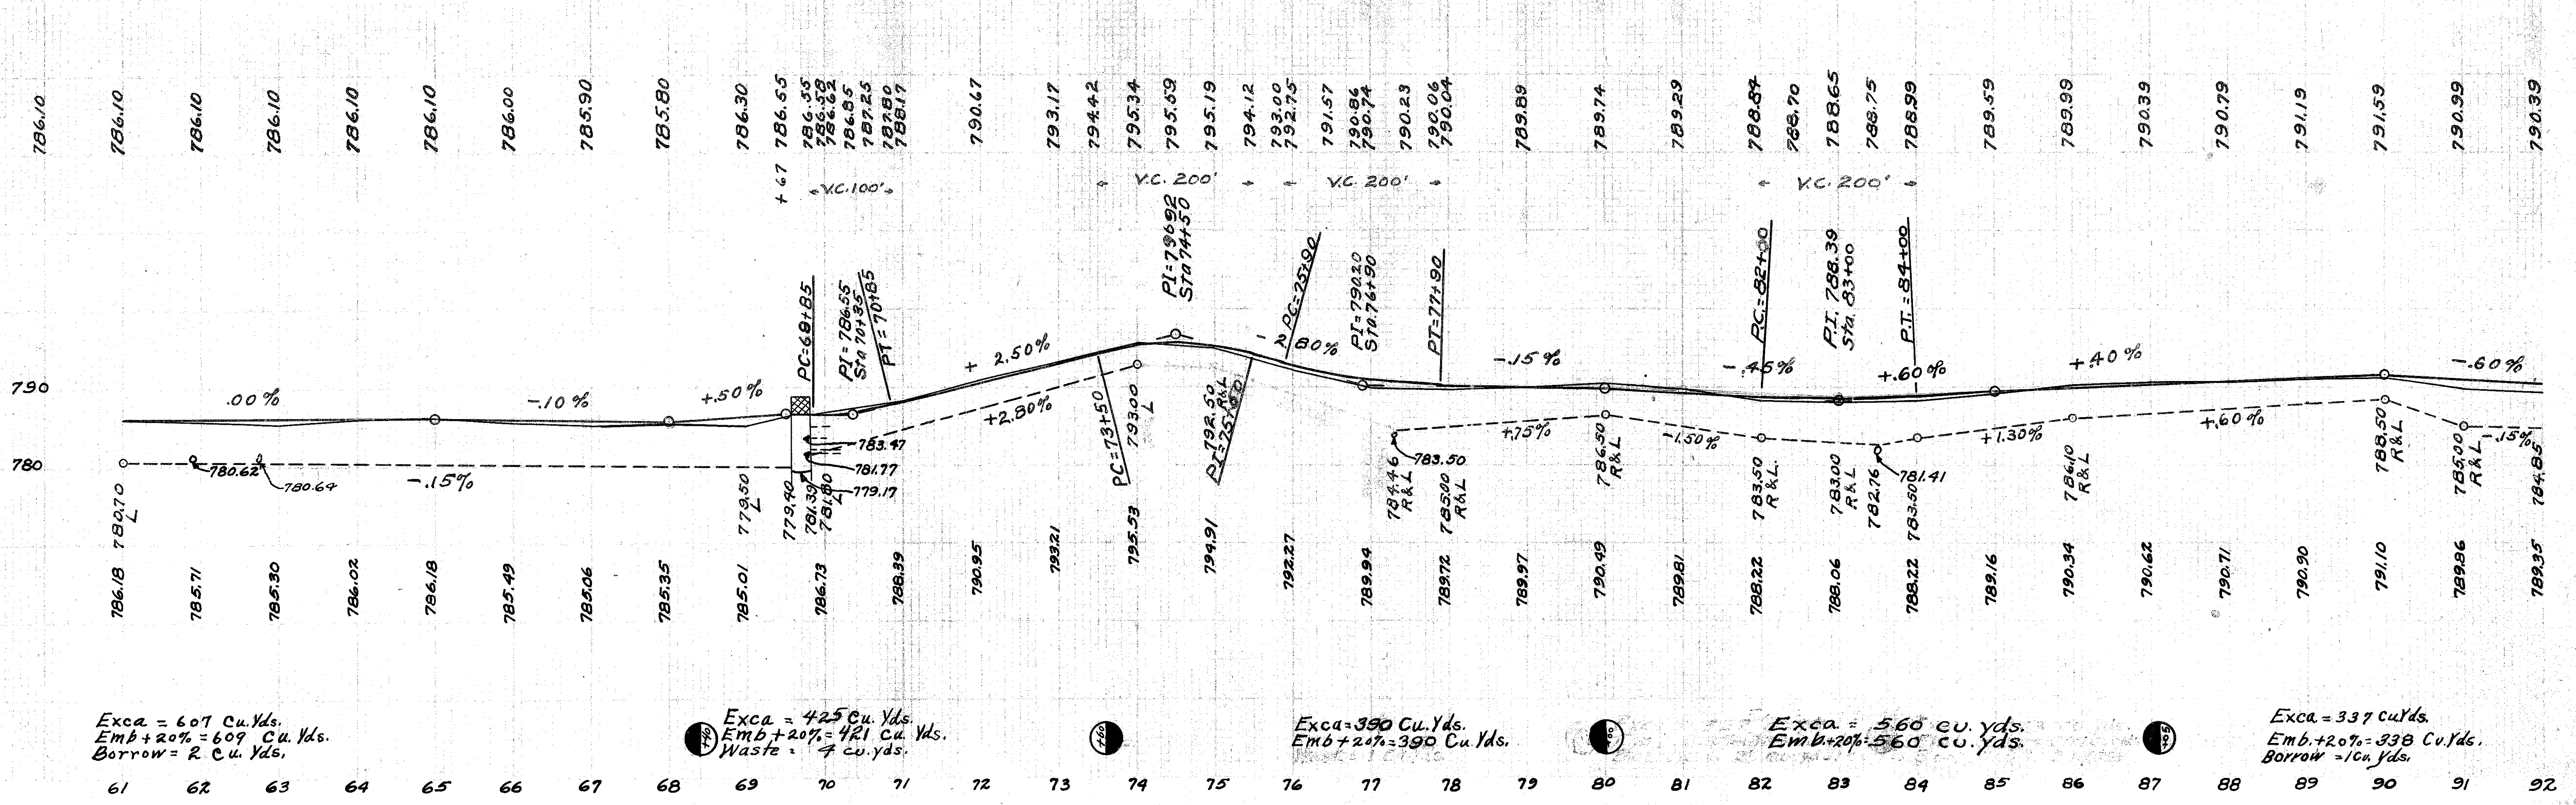 786.10 786.10 786.10 786.10 786.10 786.10 786.00 785.90 785.80 786.30 786.55 786.55 786.58 786.62 786.85 787.25 787.80 788.17 790.67 793.17 794.42 795.34 795.59 795.19 794.12 793.00 792.75 791.57 790.86 790.74 790.23 790.06 790.04 789.89 789.74 789.29 788.84 788.70 788.65 788.75 788.99 789.59 789.99 790.39 790.79 791.19 791.59 790.99 790.39
+67 V.C. 100' V.C. 200' V.C. 200' V.C. 200'
PC=69+85
PI=786.55
Sta 70+35
PT=70+85
PI=796.92
Sta 74+50
PC=75+90
PI=790.20
Sta. 76+90
PT=77+90
P.C.=82+00
P.I. 788.39
Sta. 83+00
P.T.=84+00
790 .00% -.10% +.50% + 2.50% - 2.80% -.15% -.45% +.60% +.40% -.60%
+2.80%
PC=73+50
793.00
L
792.50
R&L
+.75% -1.50% +1.30% +.60% -.15%
780 -.15%
780.62
780.64
783.47
781.77
779.17
783.50
781.41
780.70
L
779.50
L
779.40
781.39
781.80
L
784.46
R&L
785.00
R&L
786.50
R&L
783.50
R&L.
783.00
R&L
782.76
783.50
786.10
R&L
788.50
R&L
785.00
R&L
784.85
786.18 785.71 785.30 786.02 786.18 785.49 785.06 785.35 785.01 786.73 788.39 790.95 793.21 795.53 794.91 792.27 789.94 789.72 789.97 790.49 789.81 788.22 788.06 788.22 789.16 790.34 790.62 790.71 790.90 791.10 789.86 789.35
Exca = 607 Cu. Yds.
Emb+20% = 609 Cu. Yds.
Borrow = 2 Cu. Yds.
+40
Exca = 425 Cu. Yds.
Emb+20% = 421 Cu. Yds.
Waste = 4 cu. yds.
+60
Exca=390 Cu. Yds.
Emb+20%=390 Cu. Yds.
+00
Exca = 560 cu. yds.
Emb.+20%=560 cu. yds.
+05
Exca = 337 Cu Yds.
Emb.+20%=338 Cu. Yds.
Borrow =1 Cu. Yds.
61 62 63 64 65 66 67 68 69 70 71 72 73 74 75 76 77 78 79 80 81 82 83 84 85 86 87 88 89 90 91 92